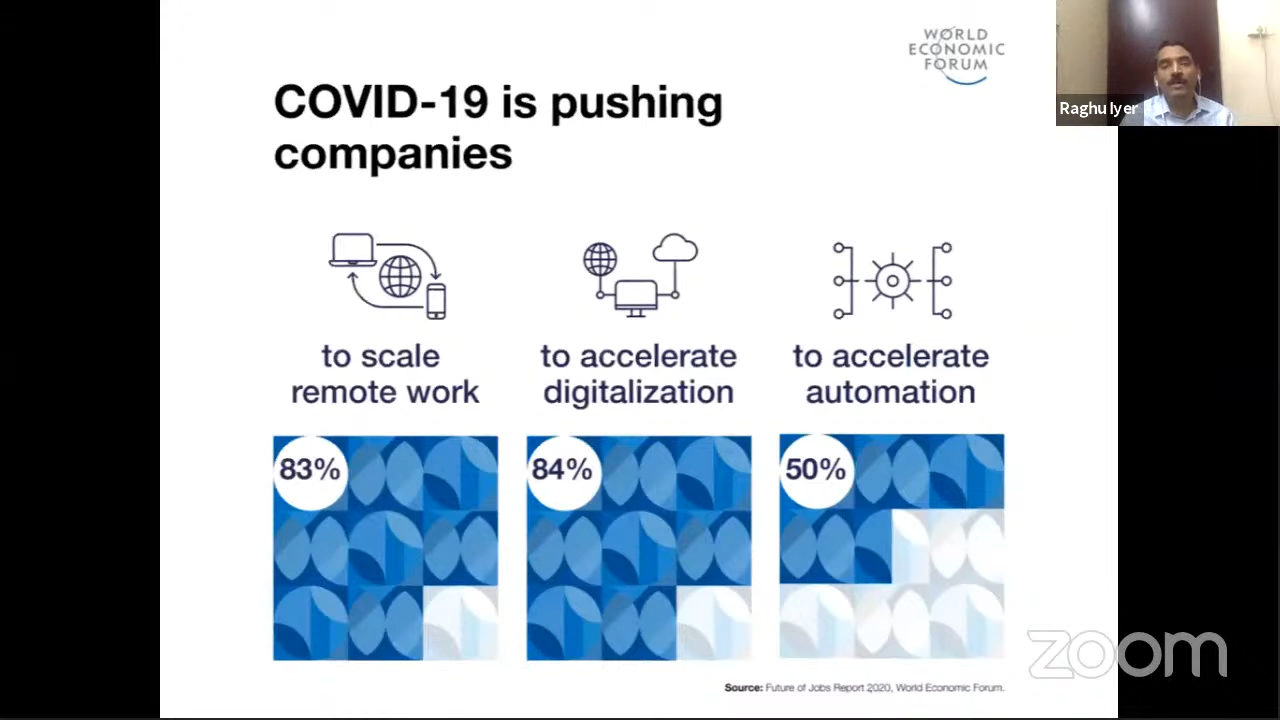 WORLD
ECONOMIC
FORUM
Raghu Iyer
COVID-19 is pushing
companies
to scale
remote work
to accelerate
digitalization
to accelerate
automation
83%
84%
50%
Source: Future of Jobs Report 2020, World Economic Forum.
zoom